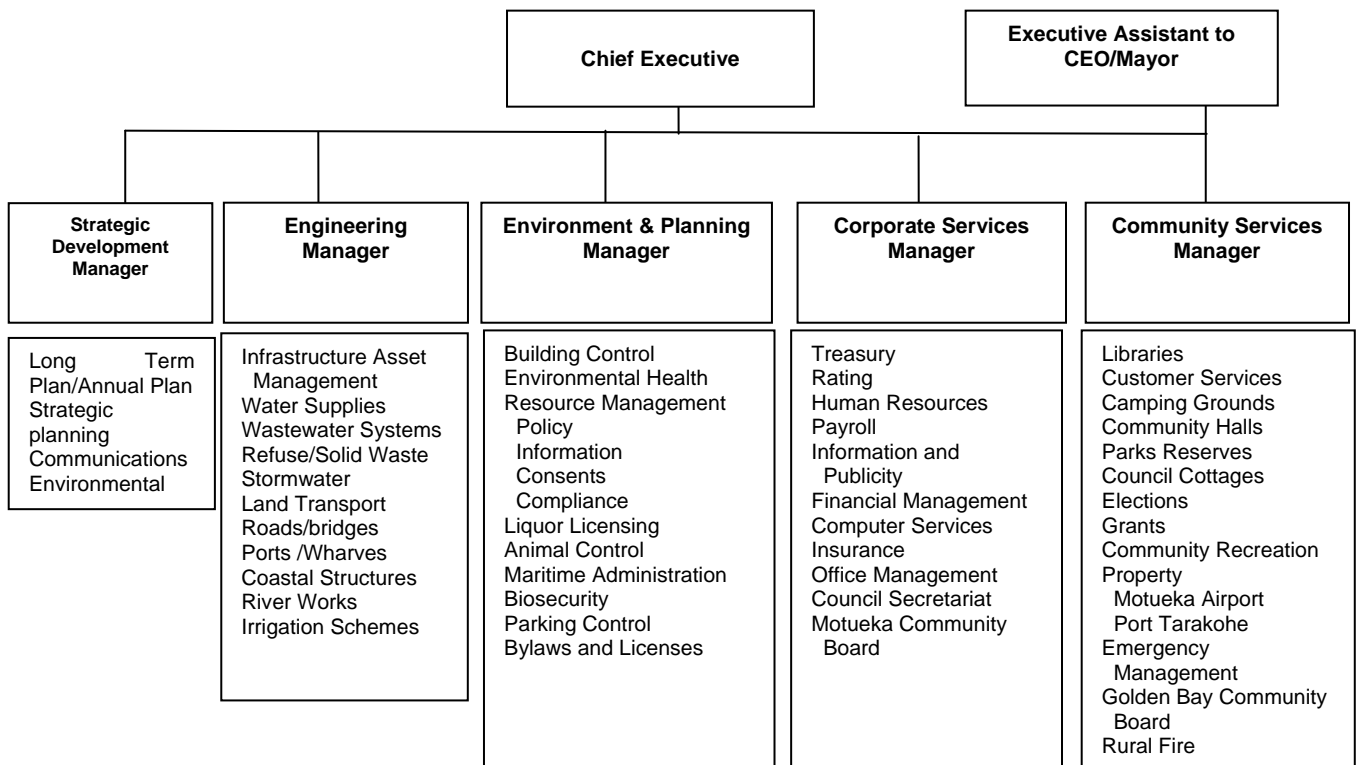 Chief Executive
Executive Assistant to
CEO/Mayor
Strategic
Development
Manager
Engineering
Manager
Environment & Planning
Manager
Corporate Services
Manager
Community Services
Manager
Long Term
Plan/Annual Plan
Strategic
planning
Communications
Environmental
Infrastructure Asset
Management
Water Supplies
Wastewater Systems
Refuse/Solid Waste
Stormwater
Land Transport
Roads/bridges
Ports /Wharves
Coastal Structures
River Works
Irrigation Schemes
Building Control
Environmental Health
Resource Management
Policy
Information
Consents
Compliance
Liquor Licensing
Animal Control
Maritime Administration
Biosecurity
Parking Control
Bylaws and Licenses
Treasury
Rating
Human Resources
Payroll
Information and
Publicity
Financial Management
Computer Services
Insurance
Office Management
Council Secretariat
Motueka Community
Board
Libraries
Customer Services
Camping Grounds
Community Halls
Parks Reserves
Council Cottages
Elections
Grants
Community Recreation
Property
Motueka Airport
Port Tarakohe
Emergency
Management
Golden Bay Community
Board
Rural Fire